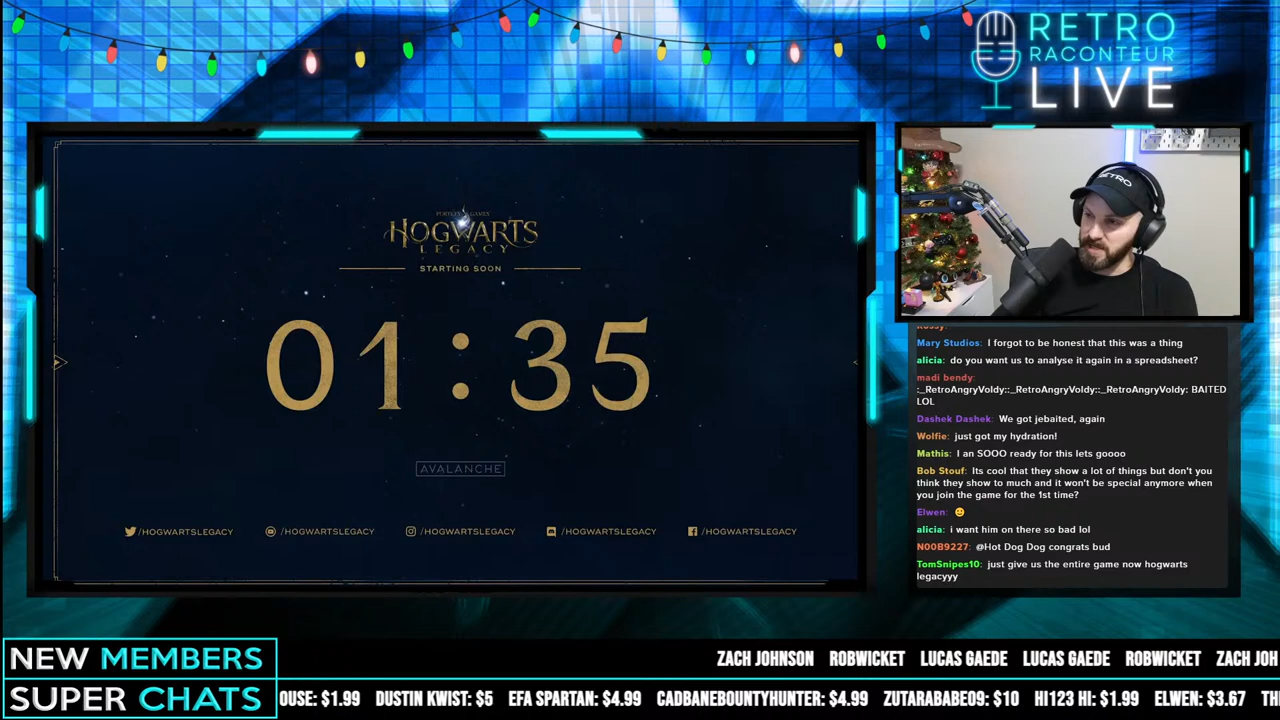 RETRO
RACONTEUR
LIVE
PORTKEY GAMES
HOGWARTS
LEGACY
STARTING SOON
01:35
AVALANCHE
/HOGWARTSLEGACY
/HOGWARTSLEGACY
/HOGWARTSLEGACY
/HOGWARTSLEGACY
/HOGWARTSLEGACY
RETRO
Mary Studios: I forgot to be honest that this was a thing
alicia: do you want us to analyse it again in a spreadsheet?
madi bendy:
:_RetroAngryVoldy::_RetroAngryVoldy::_RetroAngryVoldy: BAITED
LOL
Dashek Dashek: We got jebaited, again
Wolfie: just got my hydration!
Mathis: I an SOOO ready for this lets goooo
Bob Stouf: Its cool that they show a lot of things but don't you
think they show to much and it won't be special anymore when
you join the game for the 1st time?
Elwen: 🙂
alicia: i want him on there so bad lol
N00B9227: @Hot Dog Dog congrats bud
TomSnipes10: just give us the entire game now hogwarts
legacyyy
NEW MEMBERS
ZACH JOHNSON ROBWICKET LUCAS GAEDE LUCAS GAEDE ROBWICKET ZACH JOH
SUPER CHATS
OUSE: $1.99 DUSTIN KWIST: $5 EFA SPARTAN: $4.99 CADBANEBOUNTYHUNTER: $4.99 ZUTARABABE09: $10 HI123 HI: $1.99 ELWEN: $3.67 TH